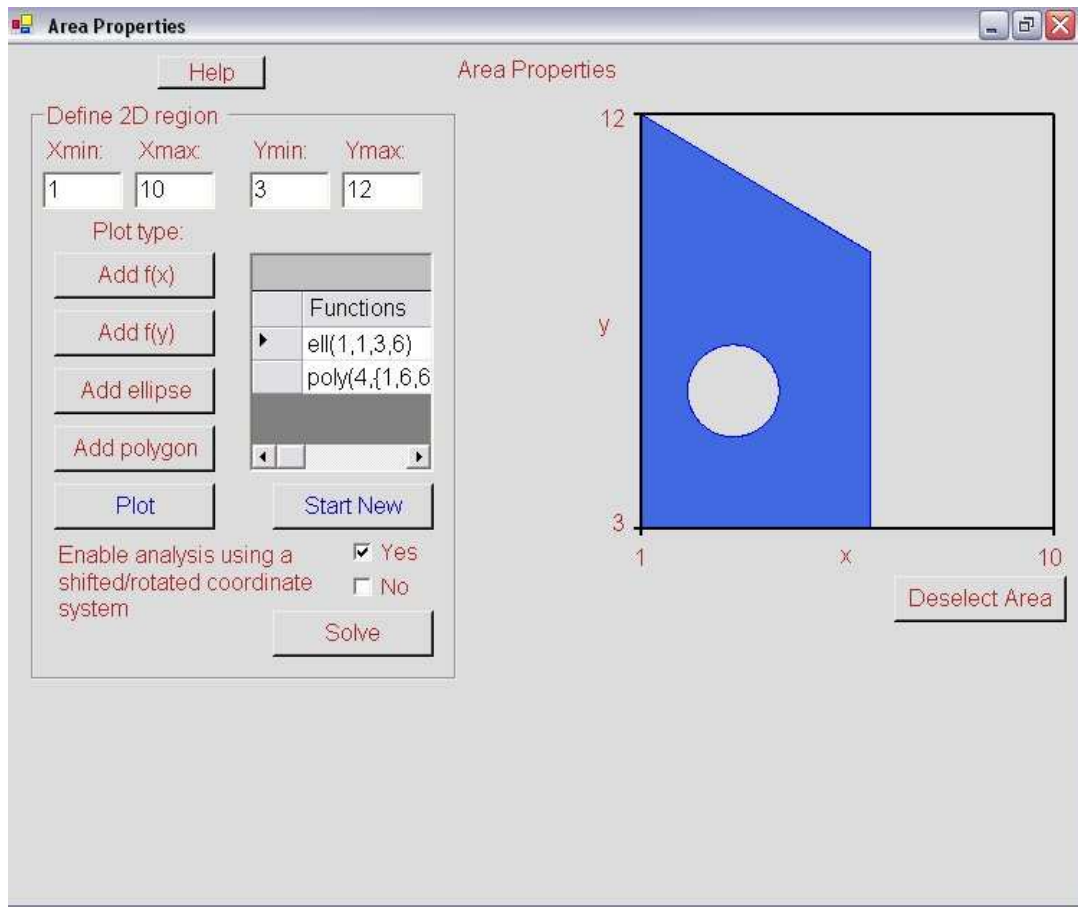 Area Properties
Help
Area Properties
Define 2D region
Xmin: Xmax: Ymin: Ymax:
1 10 3 12
Plot type:
Add f(x)
Add f(y)
Add ellipse
Add polygon
Functions
ell(1,1,3,6)
poly(4,{1,6,6
Plot
Start New
Enable analysis using a
shifted/rotated coordinate
system
Yes
No
Solve
12
y
3
1 x 10
Deselect Area